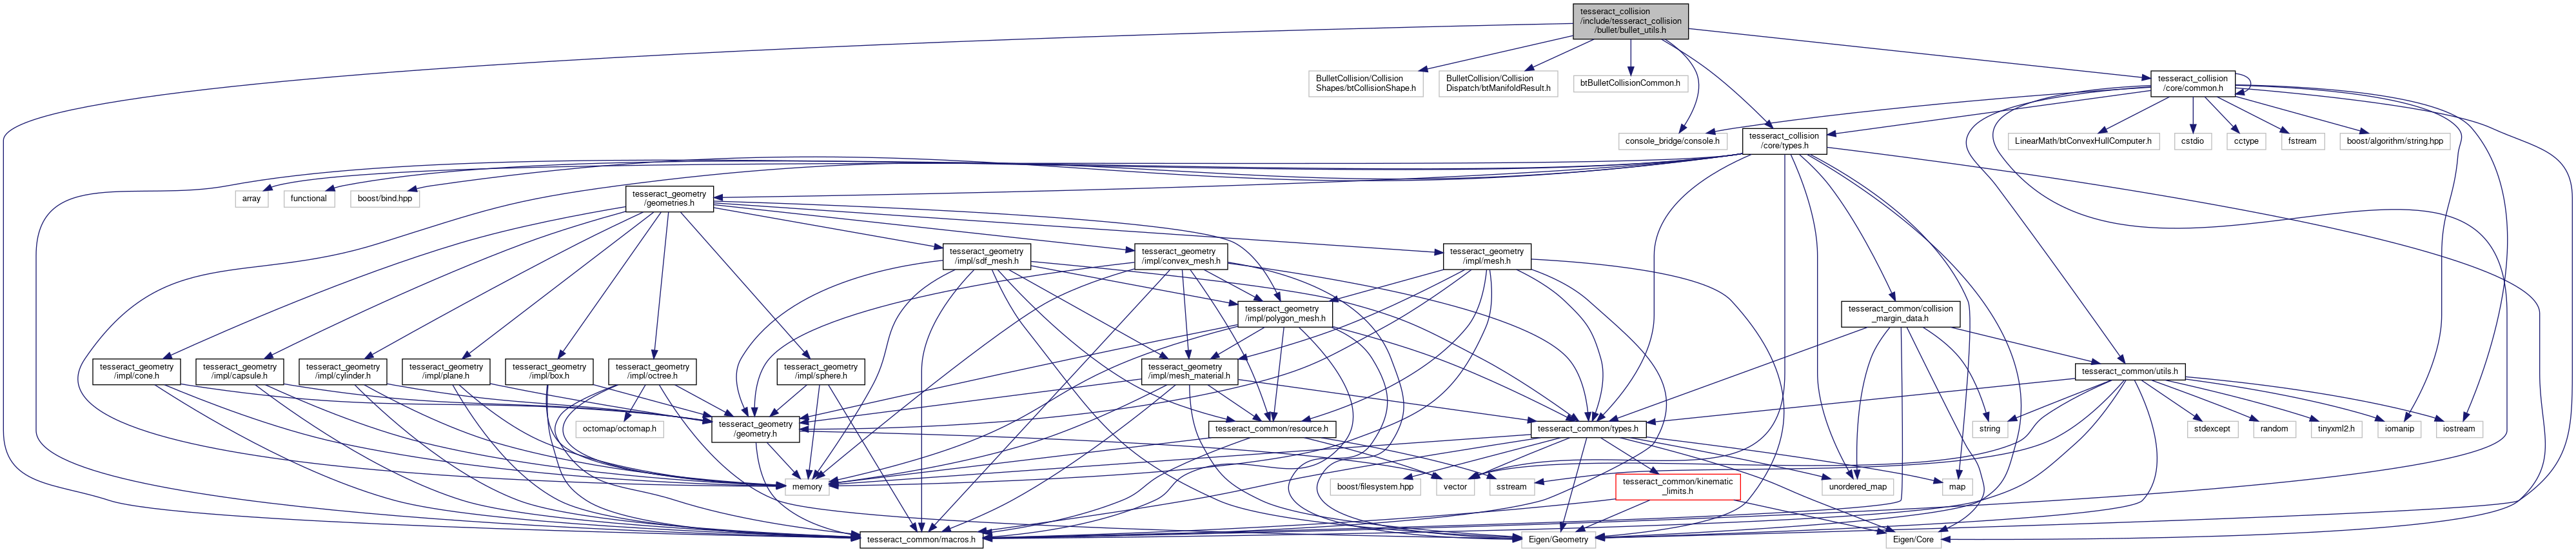 tesseract_collision
/include/tesseract_collision
/bullet/bullet_utils.h
BulletCollision/Collision
Shapes/btCollisionShape.h
BulletCollision/Collision
Dispatch/btManifoldResult.h
btBulletCollisionCommon.h
tesseract_collision
/core/common.h
console_bridge/console.h
tesseract_collision
/core/types.h
LinearMath/btConvexHullComputer.h
cstdio
cctype
fstream
boost/algorithm/string.hpp
array
functional
boost/bind.hpp
tesseract_geometry
/geometries.h
tesseract_geometry
/impl/sdf_mesh.h
tesseract_geometry
/impl/convex_mesh.h
tesseract_geometry
/impl/mesh.h
tesseract_geometry
/impl/polygon_mesh.h
tesseract_common/collision
_margin_data.h
tesseract_geometry
/impl/cone.h
tesseract_geometry
/impl/capsule.h
tesseract_geometry
/impl/cylinder.h
tesseract_geometry
/impl/plane.h
tesseract_geometry
/impl/box.h
tesseract_geometry
/impl/octree.h
tesseract_geometry
/impl/sphere.h
tesseract_geometry
/impl/mesh_material.h
tesseract_common/utils.h
octomap/octomap.h
tesseract_geometry
/geometry.h
tesseract_common/resource.h
tesseract_common/types.h
string
stdexcept
random
tinyxml2.h
iomanip
iostream
memory
boost/filesystem.hpp
vector
sstream
tesseract_common/kinematic
_limits.h
unordered_map
map
tesseract_common/macros.h
Eigen/Geometry
Eigen/Core